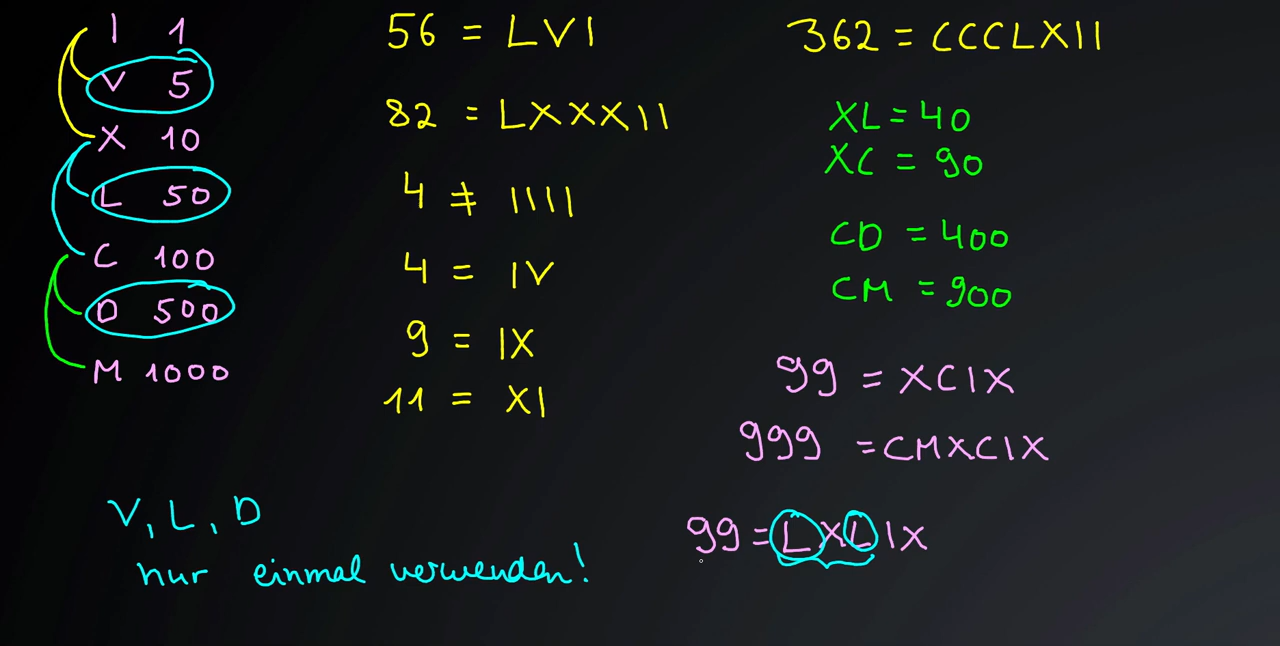 I 1
V 5
X 10
L 50
C 100
D 500
M 1000
56 = LVI
82 = LXXXII
4 ≠ IIII
4 = IV
9 = IX
11 = XI
362 = CCCLXII
XL = 40
XC = 90
CD = 400
CM = 900
99 = XCIX
999 = CMXCIX
99 = LXLIX
V, L, D
nur einmal verwenden!